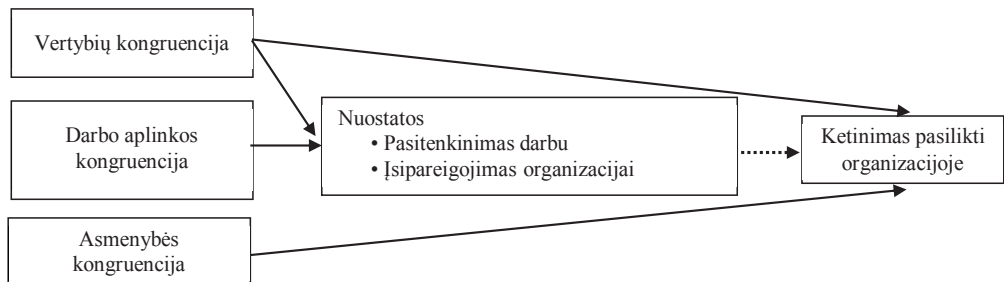 Vertybių kongruencija
Darbo aplinkos
kongruencija
Asmenybės
kongruencija
Nuostatos
• Pasitenkinimas darbu
• Įsipareigojimas organizacijai
Ketinimas pasilikti
organizacijoje